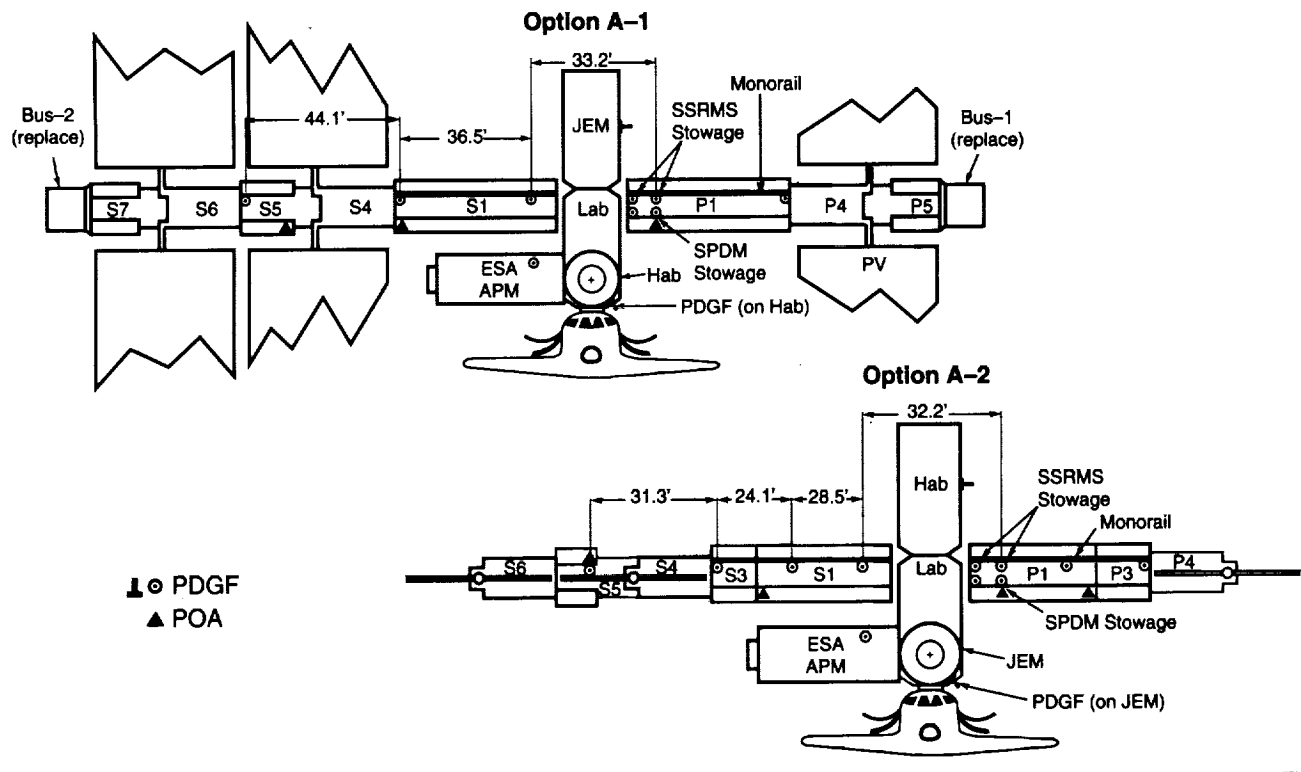 Option A–1
33.2'
Monorail
SSRMS
Stowage
Bus–2
(replace)
44.1'
36.5'
JEM
Bus–1
(replace)
S7
S6
S5
S4
S1
Lab
P1
P4
P5
SPDM
Stowage
ESA
APM
Hab
PV
PDGF (on Hab)
Option A–2
32.2'
Hab
SSRMS
Stowage
31.3'
24.1'
28.5'
Monorail
S6
S5
S4
S3
S1
Lab
P1
P3
P4
PDGF
POA
SPDM Stowage
ESA
APM
JEM
PDGF (on JEM)